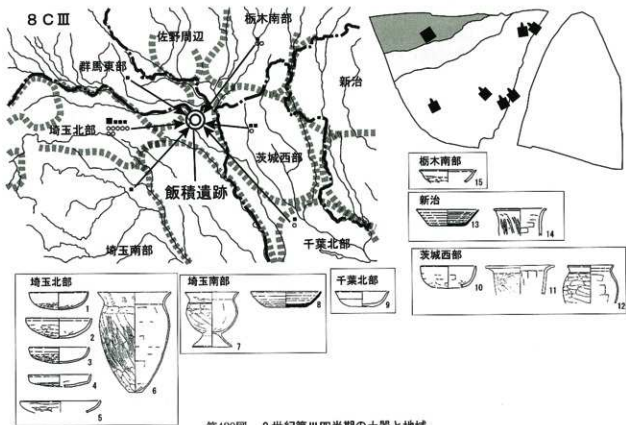 8CⅢ
佐野周辺
栃木南部
群馬東部
新治
埼玉北部
茨城西部
飯積遺跡
埼玉南部
千葉北部
栃木南部
15
新治
13
14
茨城西部
10
11
12
埼玉北部
1
2
3
4
5
6
埼玉南部
7
8
千葉北部
9